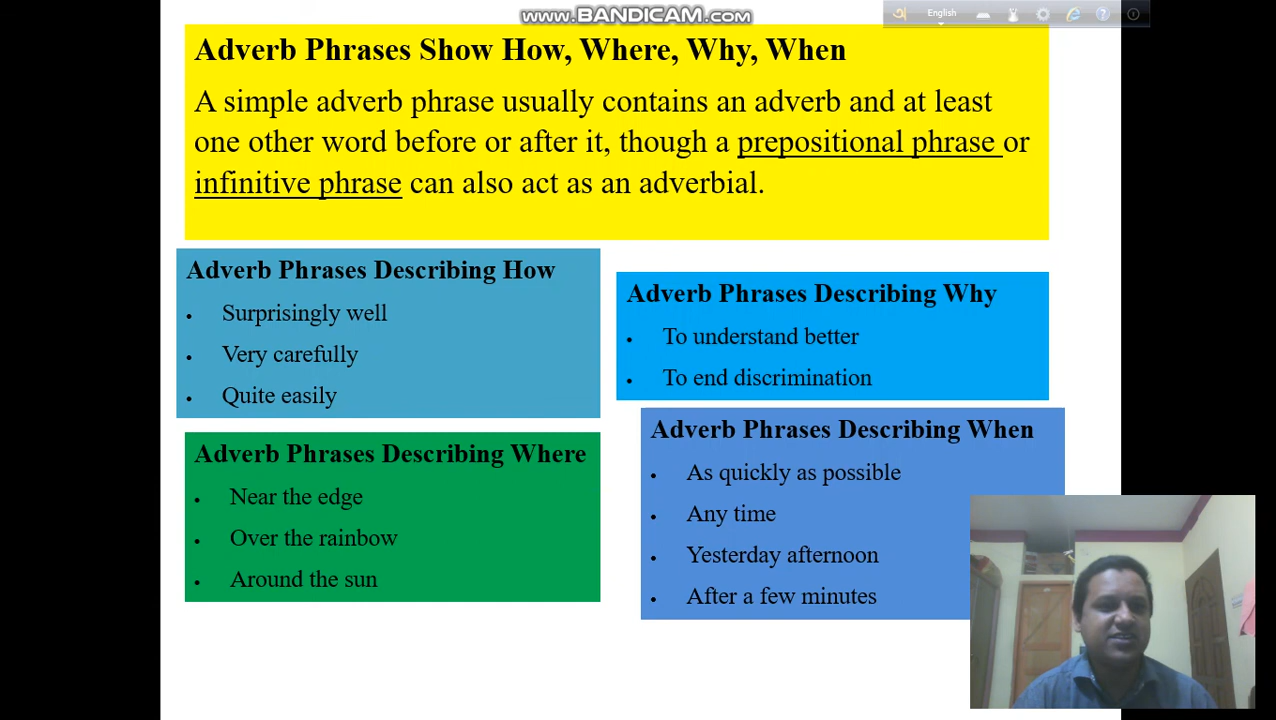 www.BANDICAM.com
English
Adverb Phrases Show How, Where, Why, When
A simple adverb phrase usually contains an adverb and at least
one other word before or after it, though a prepositional phrase or
infinitive phrase can also act as an adverbial.
Adverb Phrases Describing How
• Surprisingly well
• Very carefully
• Quite easily
Adverb Phrases Describing Why
• To understand better
• To end discrimination
Adverb Phrases Describing Where
• Near the edge
• Over the rainbow
• Around the sun
Adverb Phrases Describing When
• As quickly as possible
• Any time
• Yesterday afternoon
• After a few minutes